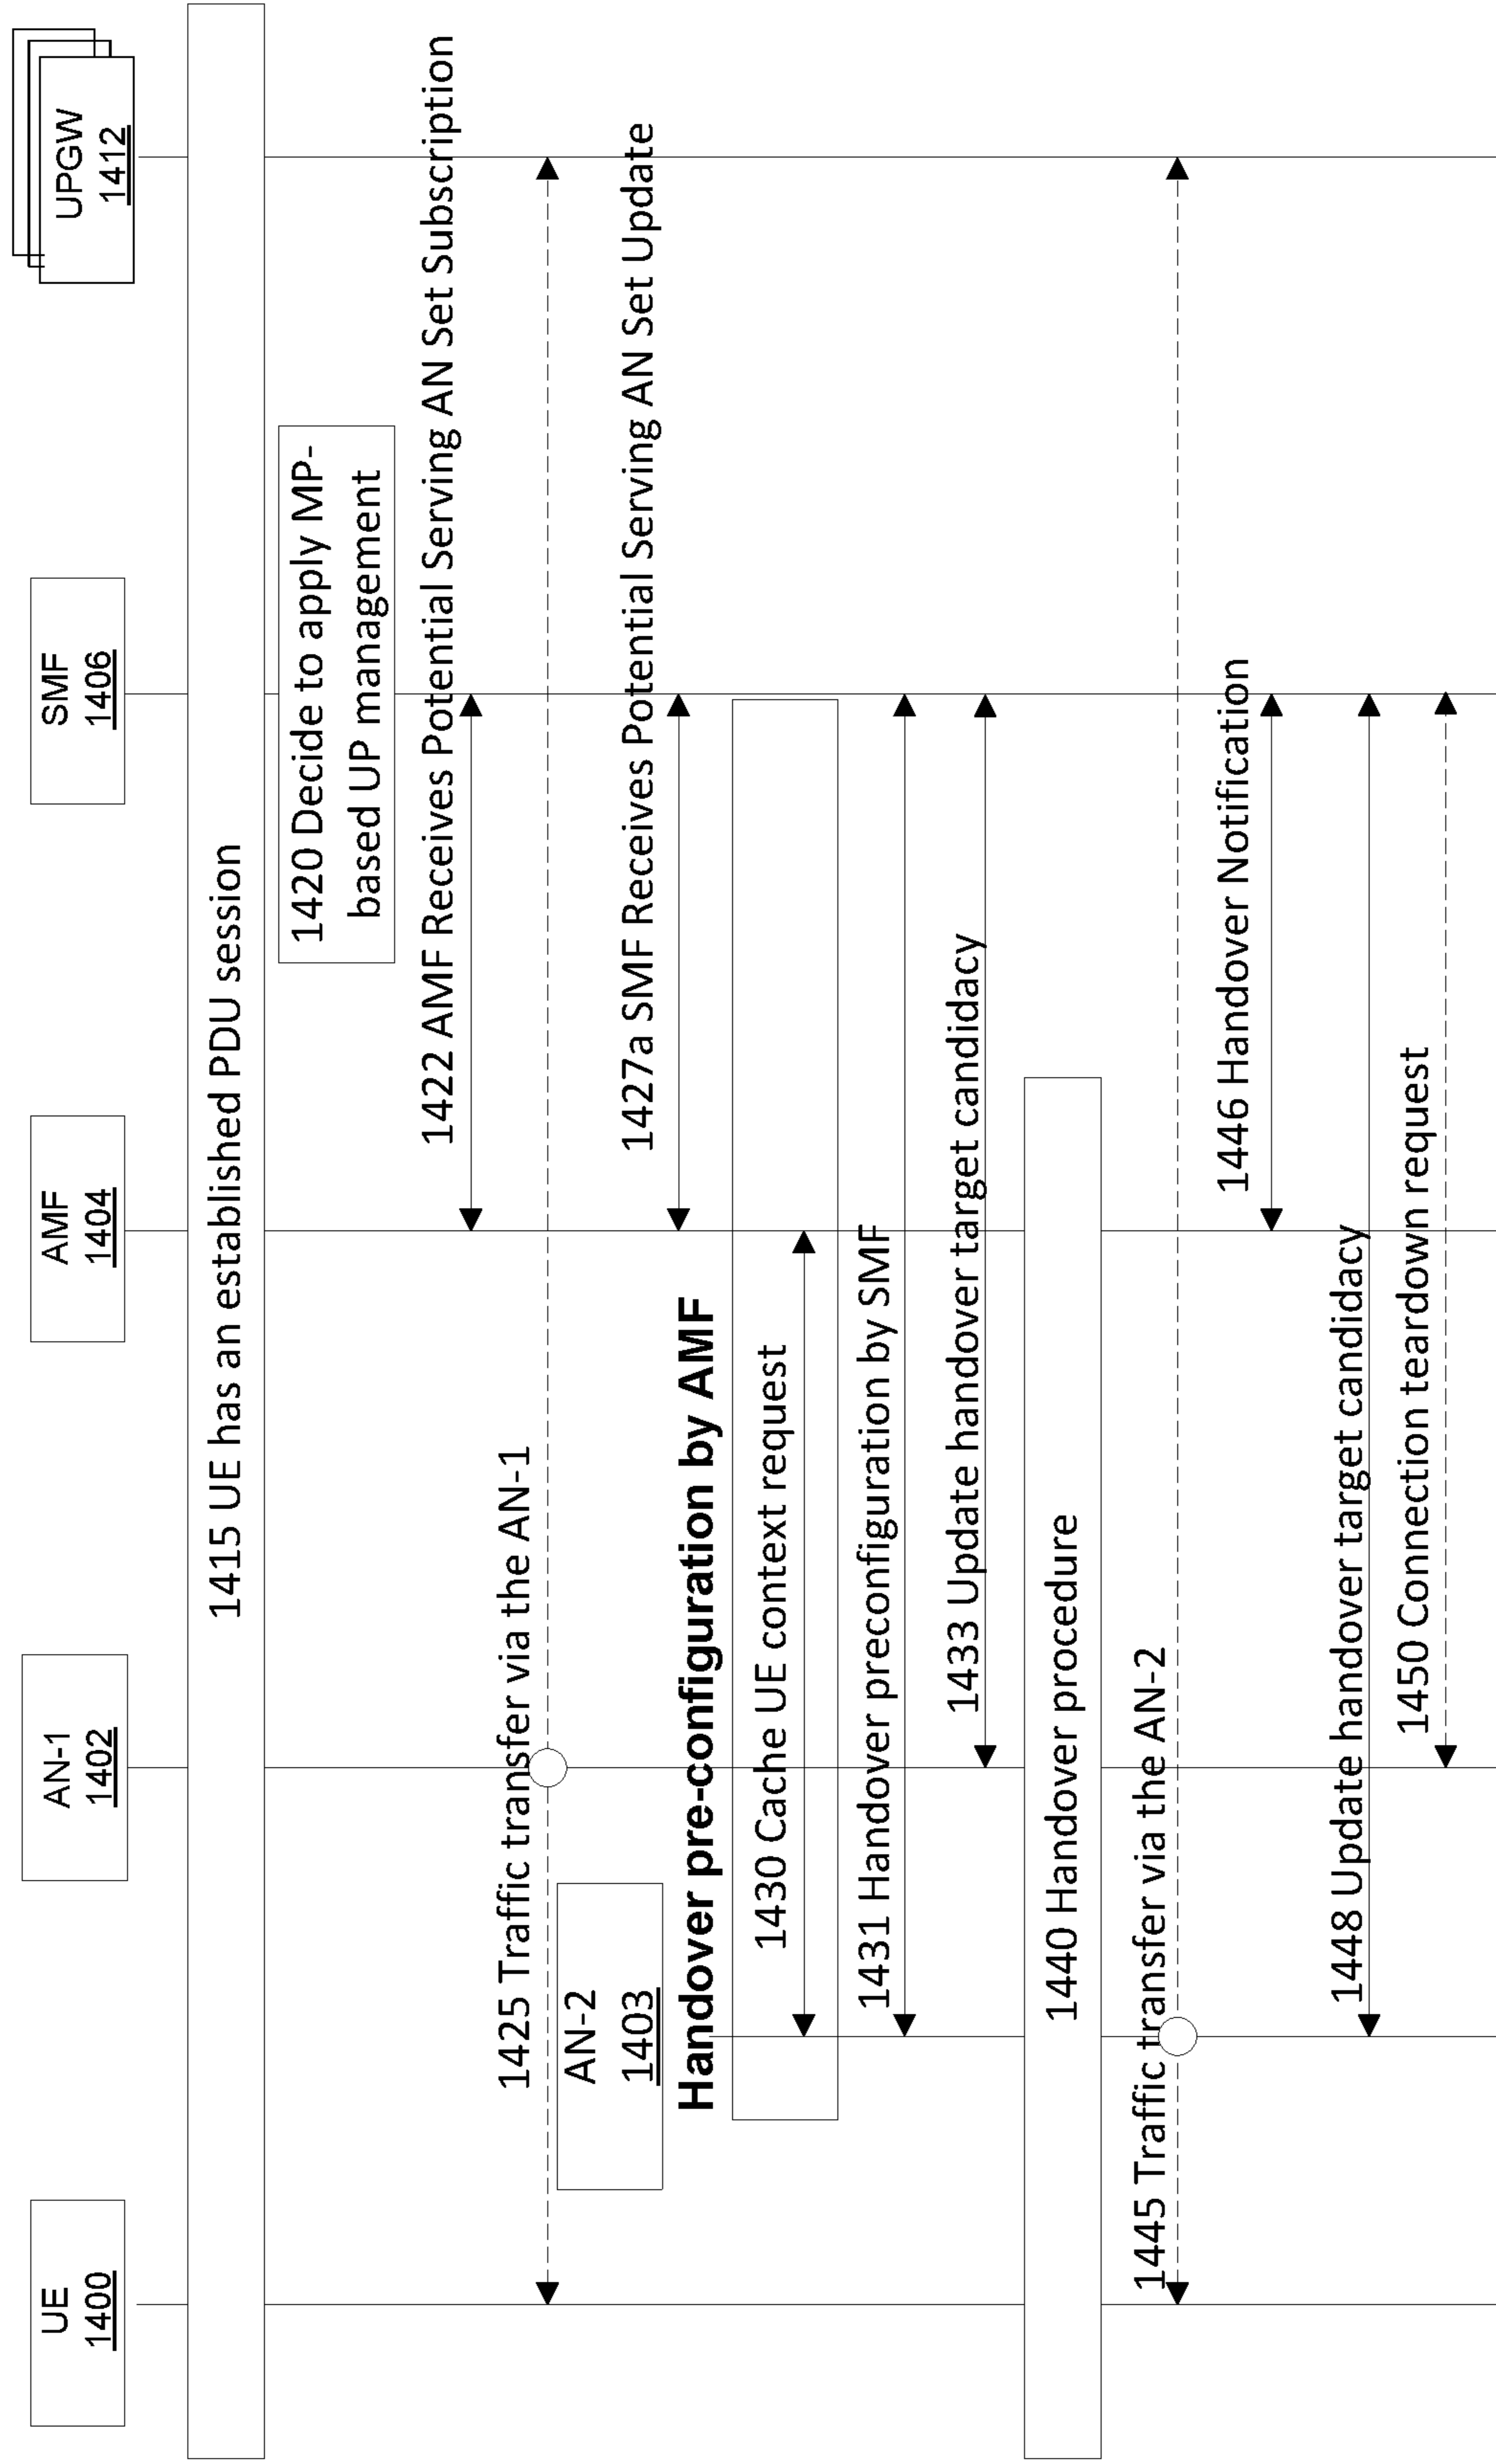 UE
1400
AN-1
1402
AMF
1404
SMF
1406
UPGW
1412
1415 UE has an established PDU session
1420 Decide to apply MP-
based UP management
1422 AMF Receives Potential Serving AN Set Subscription
1425 Traffic transfer via the AN-1
AN-2
1403
1427a SMF Receives Potential Serving AN Set Update
Handover pre-configuration by AMF
1430 Cache UE context request
1431 Handover preconfiguration by SMF
1433 Update handover target candidacy
1440 Handover procedure
1445 Traffic transfer via the AN-2
1446 Handover Notification
1448 Update handover target candidacy
1450 Connection teardown request